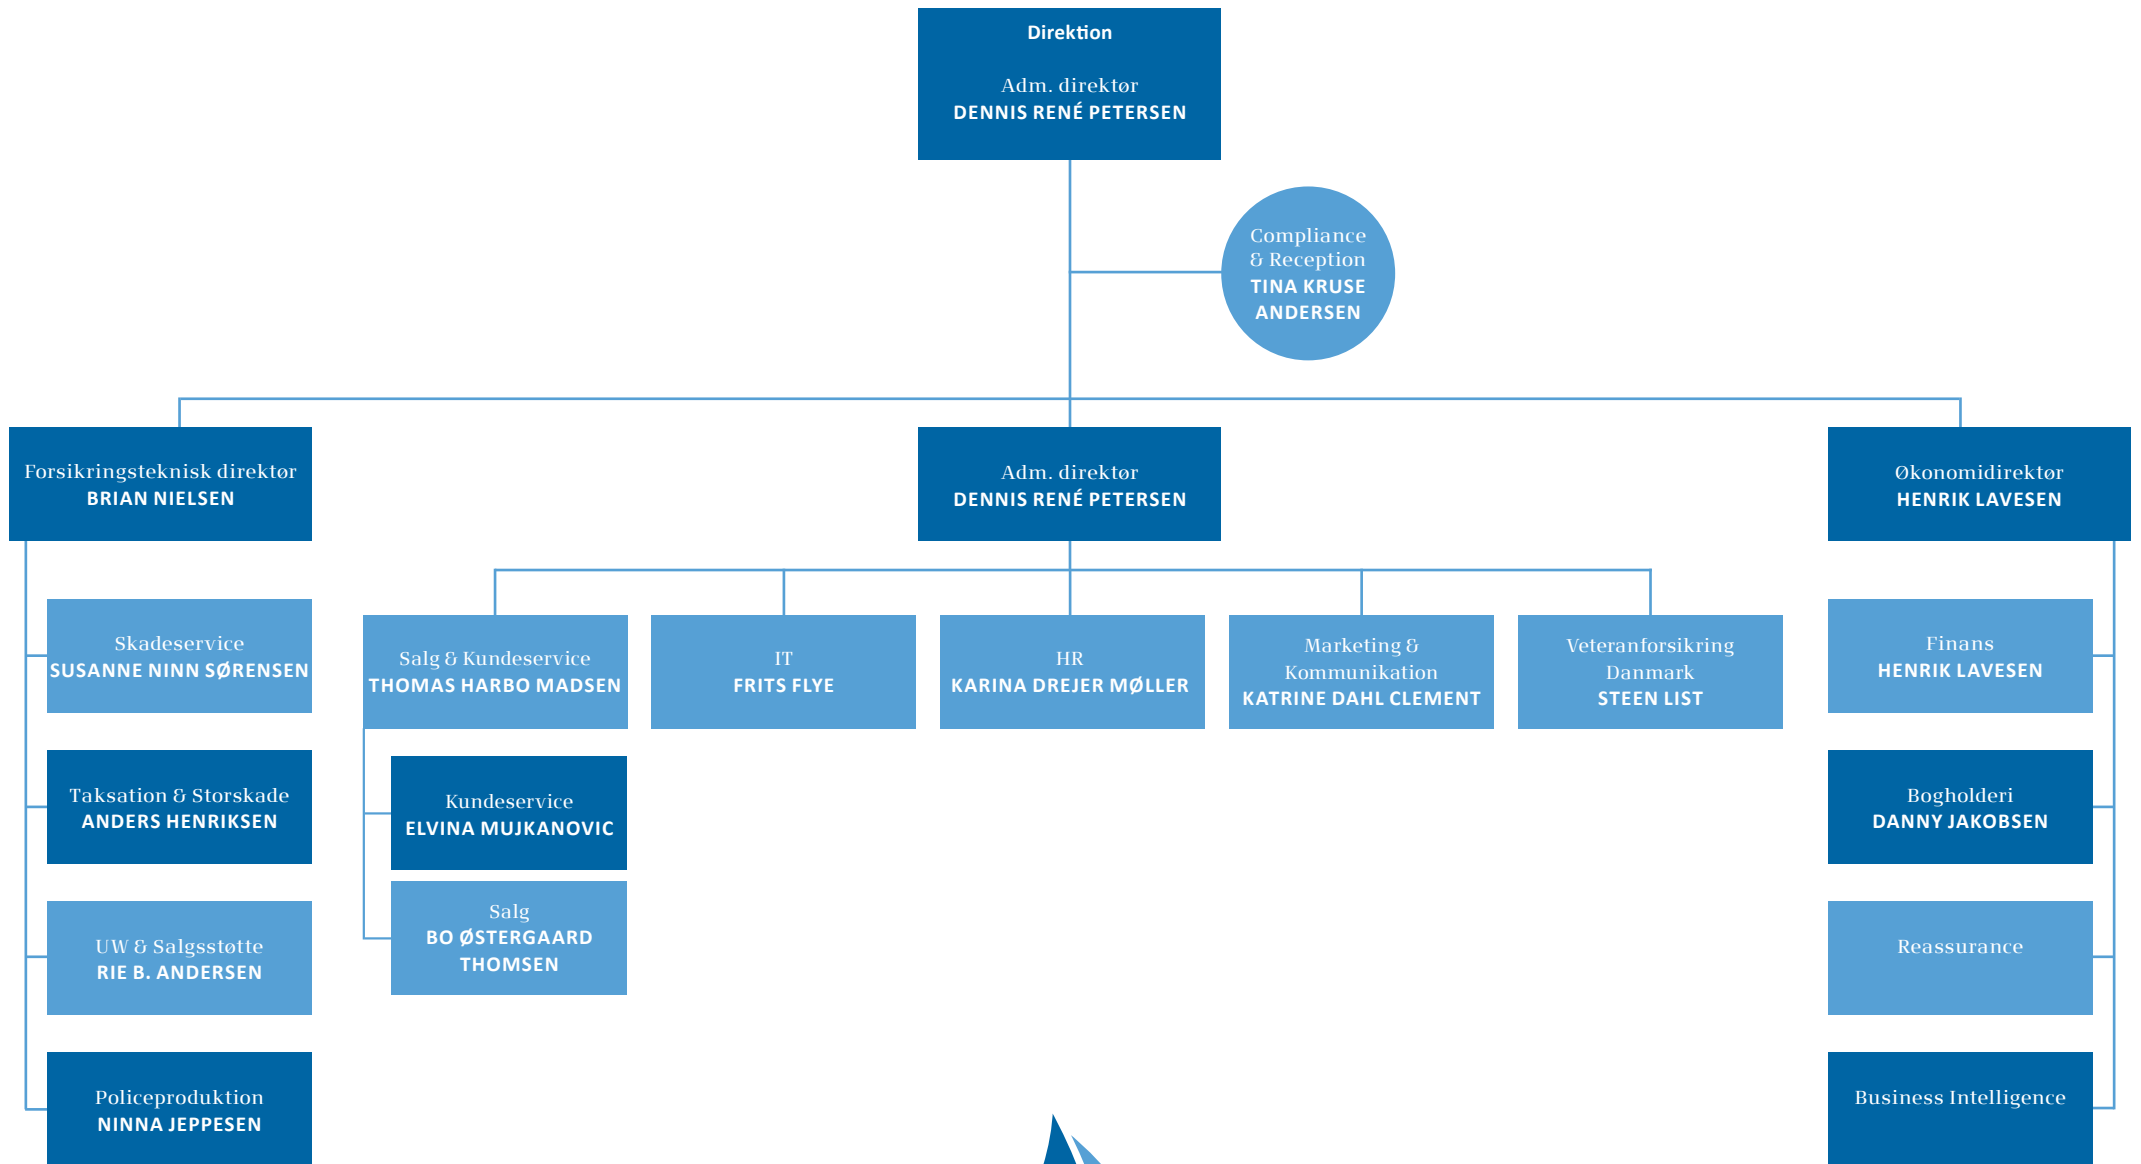 Direktion
Adm. direktør
DENNIS RENÉ PETERSEN
Compliance
& Reception
TINA KRUSE
ANDERSEN
Forsikringsteknisk direktør
BRIAN NIELSEN
Adm. direktør
DENNIS RENÉ PETERSEN
Økonomidirektør
HENRIK LAVESEN
Skadeservice
SUSANNE NINN SØRENSEN
Taksation & Storskade
ANDERS HENRIKSEN
UW & Salgsstøtte
RIE B. ANDERSEN
Policeproduktion
NINNA JEPPESEN
Salg & Kundeservice
THOMAS HARBO MADSEN
Kundeservice
ELVINA MUJKANOVIC
Salg
BO ØSTERGAARD
THOMSEN
IT
FRITS FLYE
HR
KARINA DREJER MØLLER
Marketing &
Kommunikation
KATRINE DAHL CLEMENT
Veteranforsikring
Danmark
STEEN LIST
Finans
HENRIK LAVESEN
Bogholderi
DANNY JAKOBSEN
Reassurance
Business Intelligence